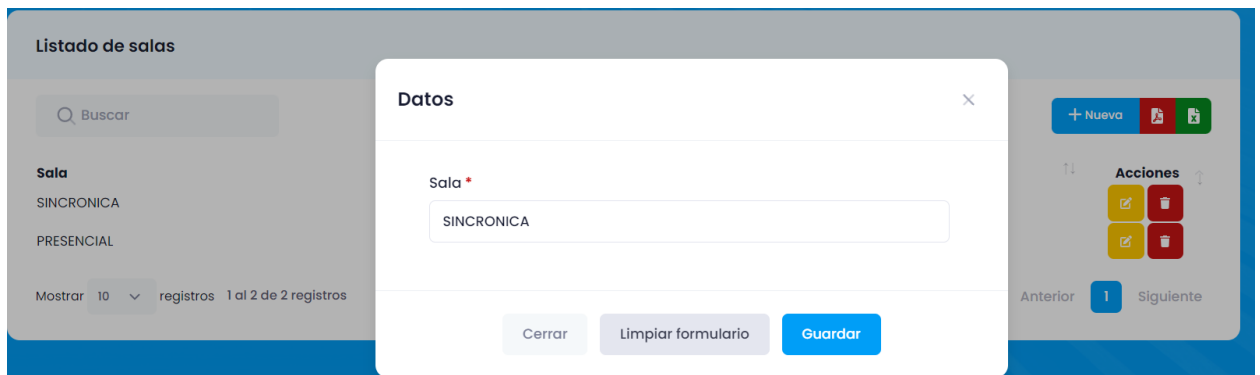 Listado de salas
Datos
Buscar
+ Nueva
Sala
Acciones
Sala *
SINCRONICA
SINCRONICA
PRESENCIAL
Mostrar 10 registros 1 al 2 de 2 registros
Anterior 1 Siguiente
Cerrar Limpiar formulario Guardar